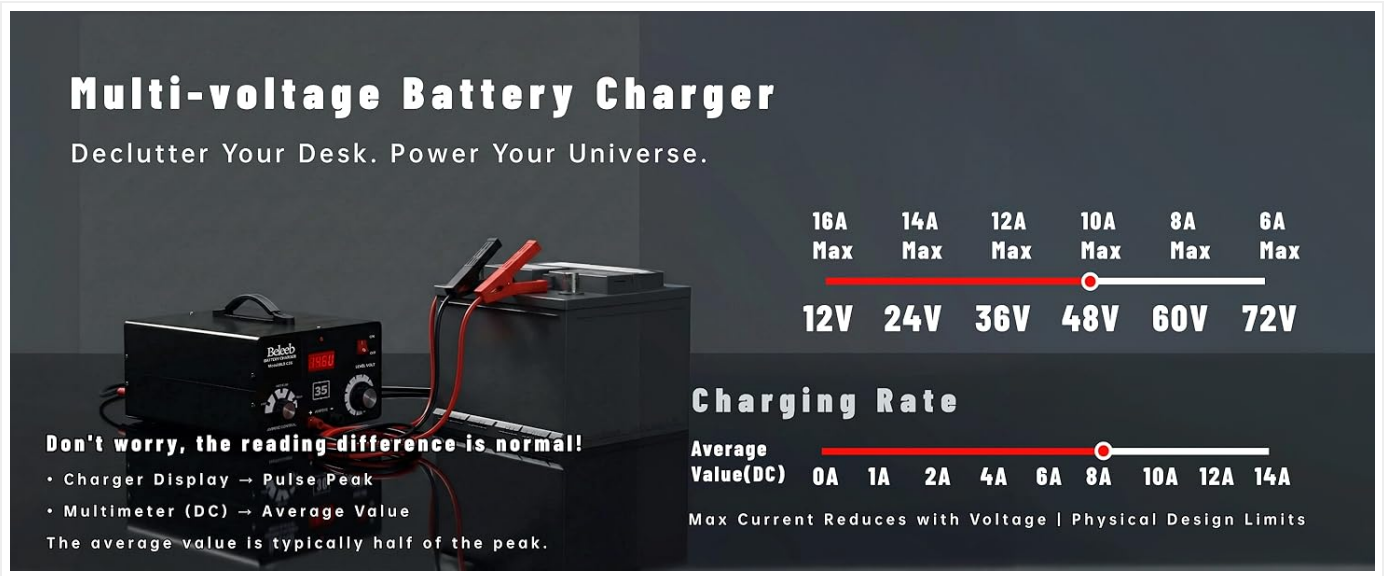 Multi-voltage Battery Charger
Declutter Your Desk. Power Your Universe.
16A Max 14A Max 12A Max 10A Max 8A Max 6A Max
12V 24V 36V 48V 60V 72V
Beleeb
BATTERY CHARGER
35
Charging Rate
Average Value(DC)
0A 1A 2A 4A 6A 8A 10A 12A 14A
Max Current Reduces with Voltage | Physical Design Limits
Don't worry, the reading difference is normal!
• Charger Display → Pulse Peak
• Multimeter (DC) → Average Value
The average value is typically half of the peak.